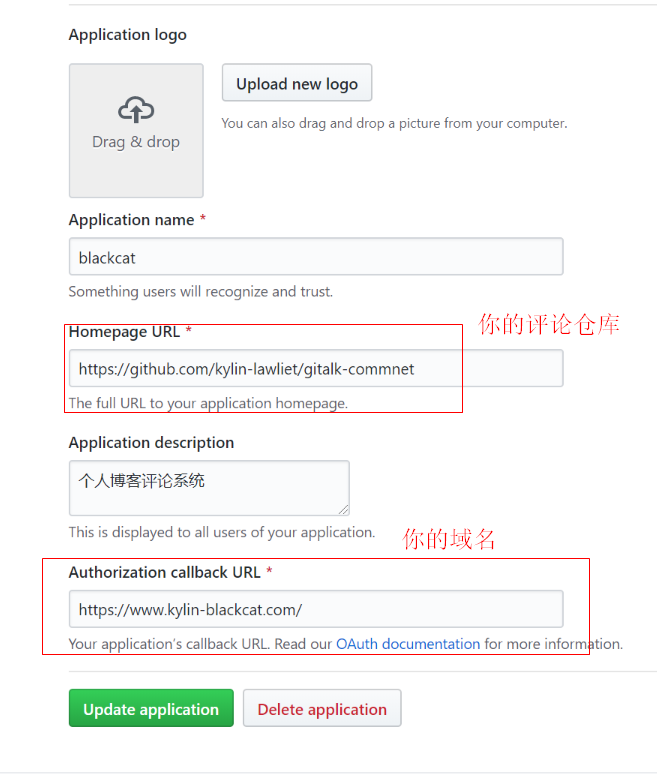 Application logo
Upload new logo
Drag & drop
You can also drag and drop a picture from your computer.
Application name *
blackcat
Something users will recognize and trust.
你的评论仓库
Homepage URL *
https://github.com/kylin-lawliet/gitalk-commnet
The full URL to your application homepage.
Application description
个人博客评论系统
This is displayed to all users of your application.
你的域名
Authorization callback URL *
https://www.kylin-blackcat.com/
Your application's callback URL. Read our OAuth documentation for more information.
Update application
Delete application